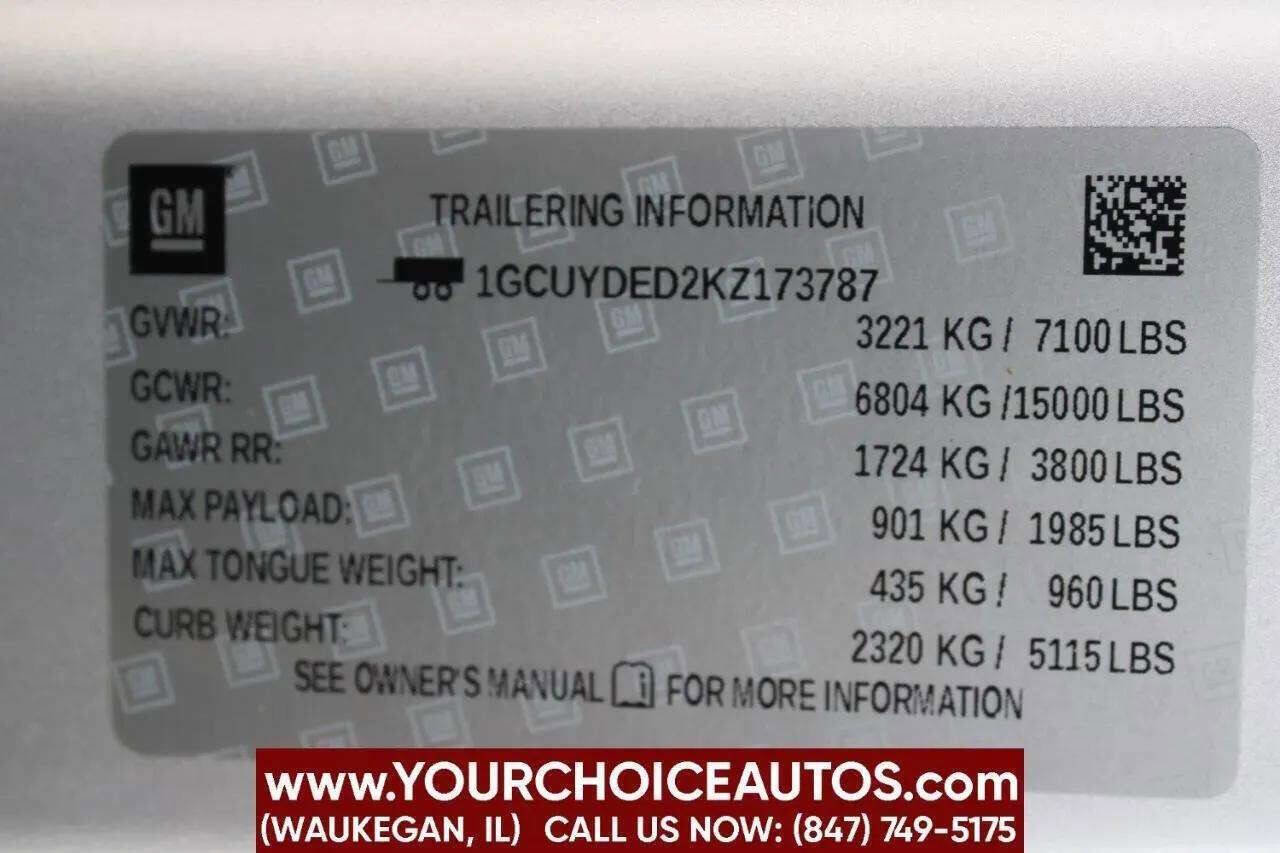 GM
TRAILERING INFORMATION
1GCUYDED2KZ173787
GVWR: 3221 KG / 7100 LBS
GCWR: 6804 KG /15000 LBS
GAWR RR: 1724 KG / 3800 LBS
MAX PAYLOAD: 901 KG / 1985 LBS
MAX TONGUE WEIGHT: 435 KG / 960 LBS
CURB WEIGHT: 2320 KG / 5115 LBS
SEE OWNER'S MANUAL i FOR MORE INFORMATION
www.YOURCHOICEAUTOS.com
(WAUKEGAN, IL) CALL US NOW: (847) 749-5175